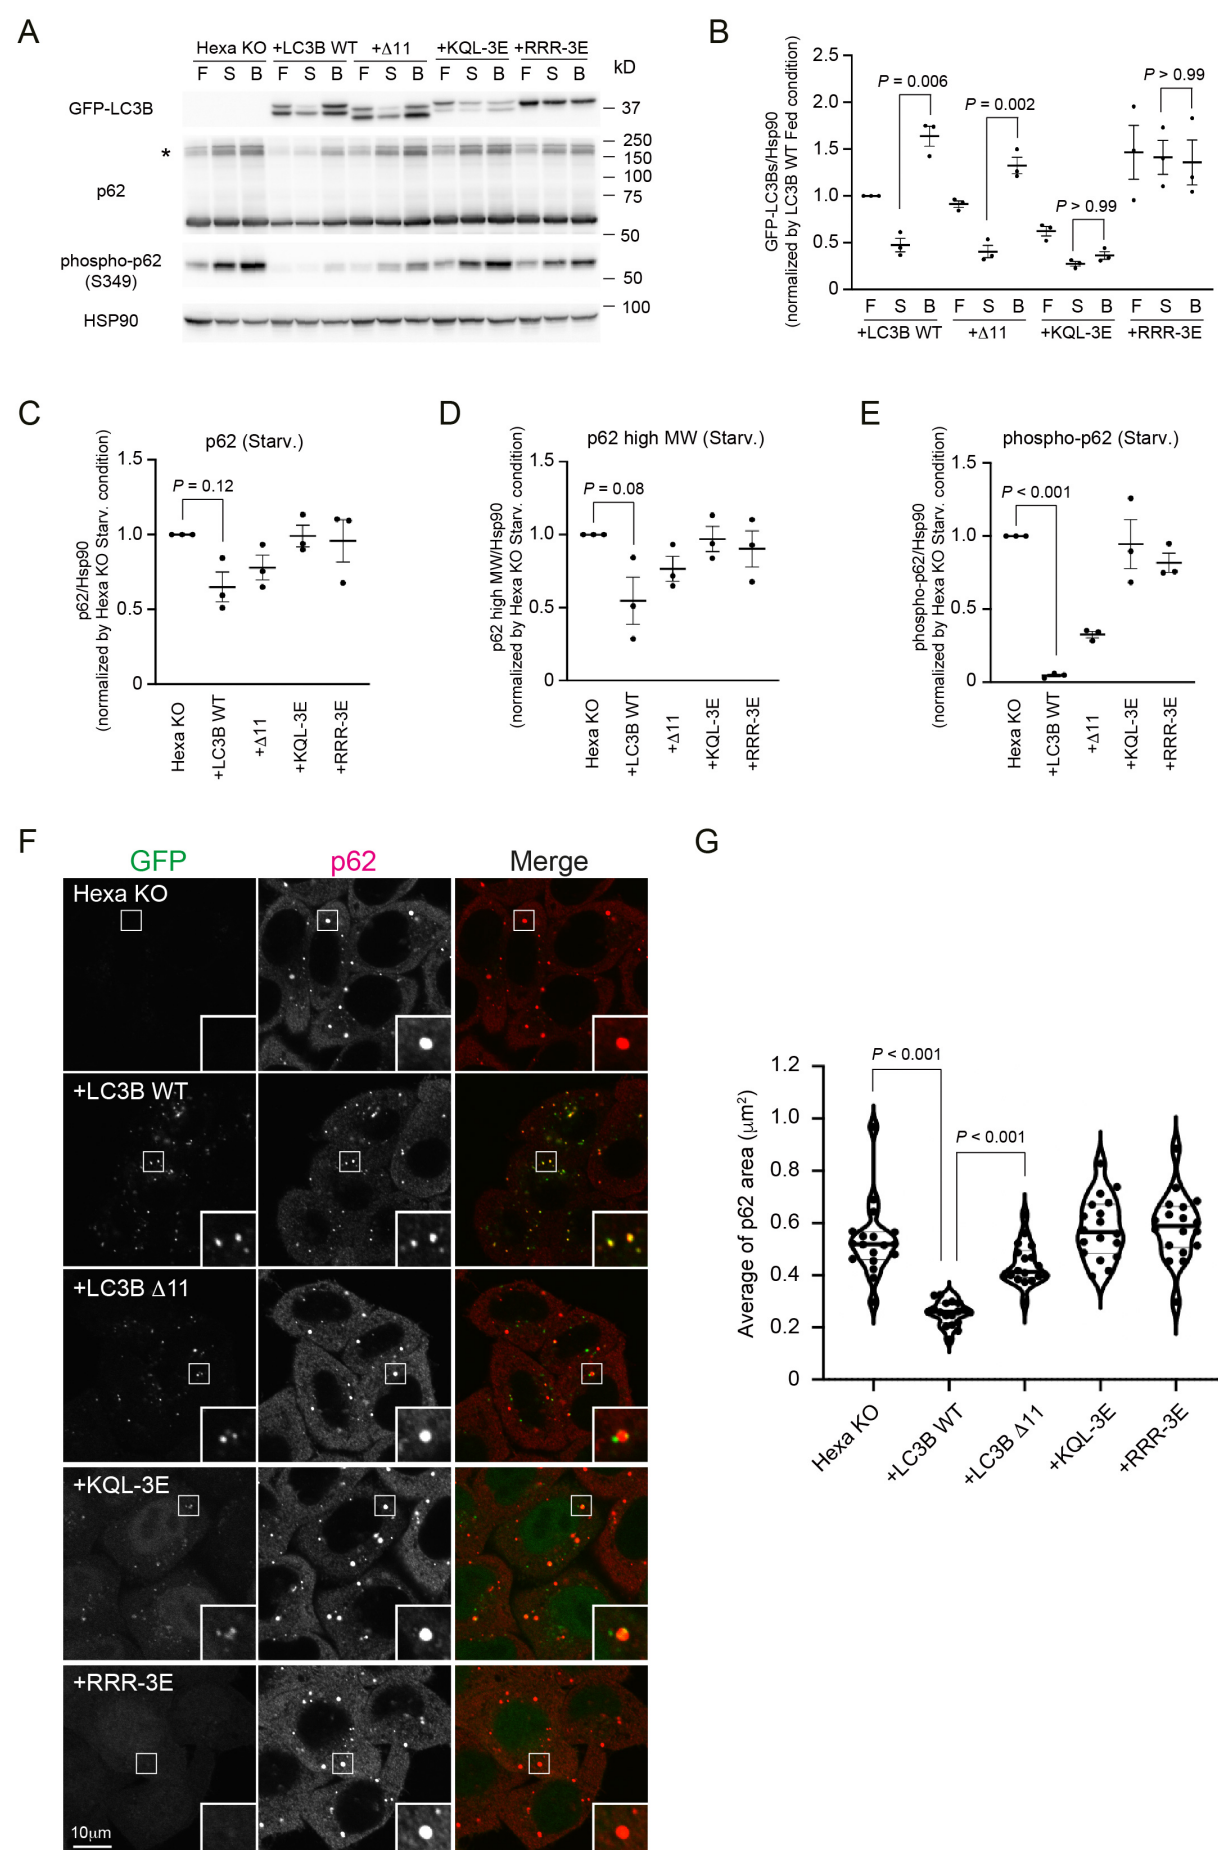 A
Hexa KO +LC3B WT +Δ11 +KQL-3E +RRR-3E
F S B F S B F S B F S B F S B kD
GFP-LC3B
37
*
250
150
100
75
p62
50
phospho-p62
(S349)
50
100
HSP90
B
GFP-LC3Bs/Hsp90
(normalized by LC3B WT Fed condition)
2.5
2.0
1.5
1.0
0.5
0
P = 0.006
P = 0.002
P > 0.99
P > 0.99
F S B F S B F S B F S B
+LC3B WT +Δ11 +KQL-3E +RRR-3E
C
p62 (Starv.)
p62/Hsp90
(normalized by Hexa KO Starv. condition)
1.5
1.0
0.5
0
P = 0.12
Hexa KO
+LC3B WT
+Δ11
+KQL-3E
+RRR-3E
D
p62 high MW (Starv.)
p62 high MW/Hsp90
(normalized by Hexa KO Starv. condition)
1.5
1.0
0.5
0
P = 0.08
Hexa KO
+LC3B WT
+Δ11
+KQL-3E
+RRR-3E
E
phospho-p62 (Starv.)
phospho-p62/Hsp90
(normalized by Hexa KO Starv. condition)
1.5
1.0
0.5
0
P < 0.001
Hexa KO
+LC3B WT
+Δ11
+KQL-3E
+RRR-3E
F
GFP p62 Merge
Hexa KO
+LC3B WT
+LC3B Δ11
+KQL-3E
+RRR-3E
10μm
G
Average of p62 area (μm²)
1.2
1.0
0.8
0.6
0.4
0.2
0
P < 0.001
P < 0.001
Hexa KO
+LC3B WT
+LC3B Δ11
+KQL-3E
+RRR-3E